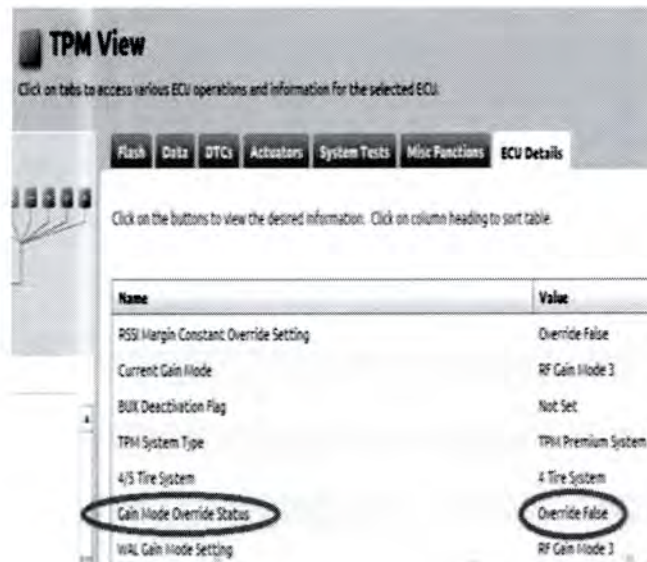 TPM View
Click on tabs to access various ECU operations and information for the selected ECU.
Flash Data DTCs Actuators System Tests Misc Functions ECU Details
Click on the buttons to view the desired information. Click on column heading to sort table.
Name Value
RSSI Margin Constant Override Setting Override False
Current Gain Mode RF Gain Mode 3
BUX Deactivation Flag Not Set
TPM System Type TPM Premium System
4/5 Tire System 4 Tire System
Gain Mode Override Status Override False
WAL Gain Mode Setting RF Gain Mode 3